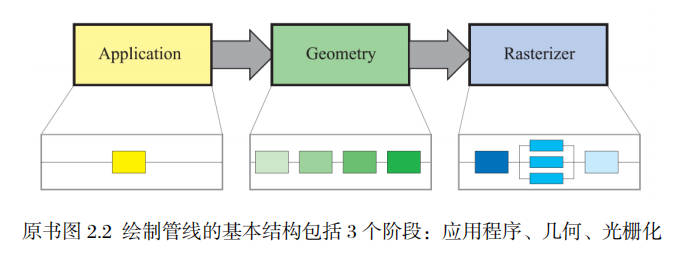 Application
Geometry
Rasterizer
原书图 2.2 绘制管线的基本结构包括 3 个阶段：应用程序、几何、光栅化